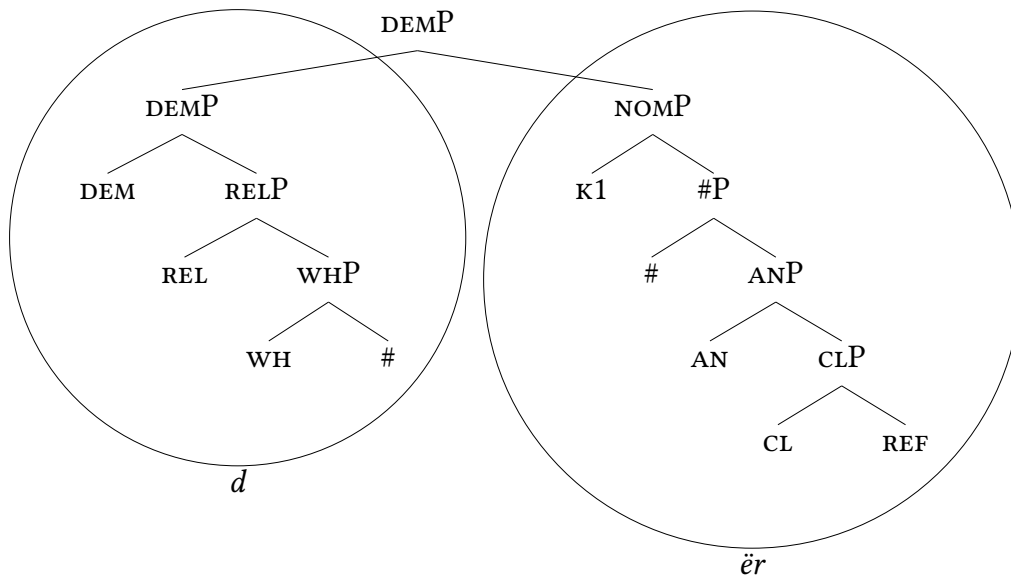 DEMP
DEMP NOMP
DEM RELP K1 #P
REL WHP # ANP
WH # AN CLP
CL REF
d
ër